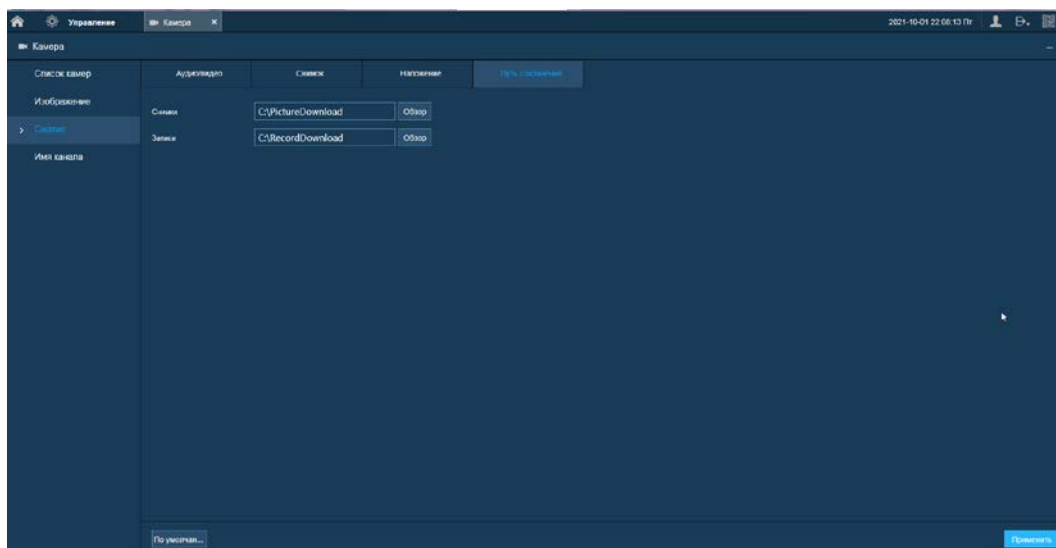 Управление
Камера ×
2021-10-01 22:08:13 Пт
Камера
Список камер
Изображение
Имя канала
Аудио/видео
Снимок
Наложение
Путь сохранения
Снимки
C:\PictureDownload
Обзор
Записи
C:\RecordDownload
Обзор
По умолчан...
Применить